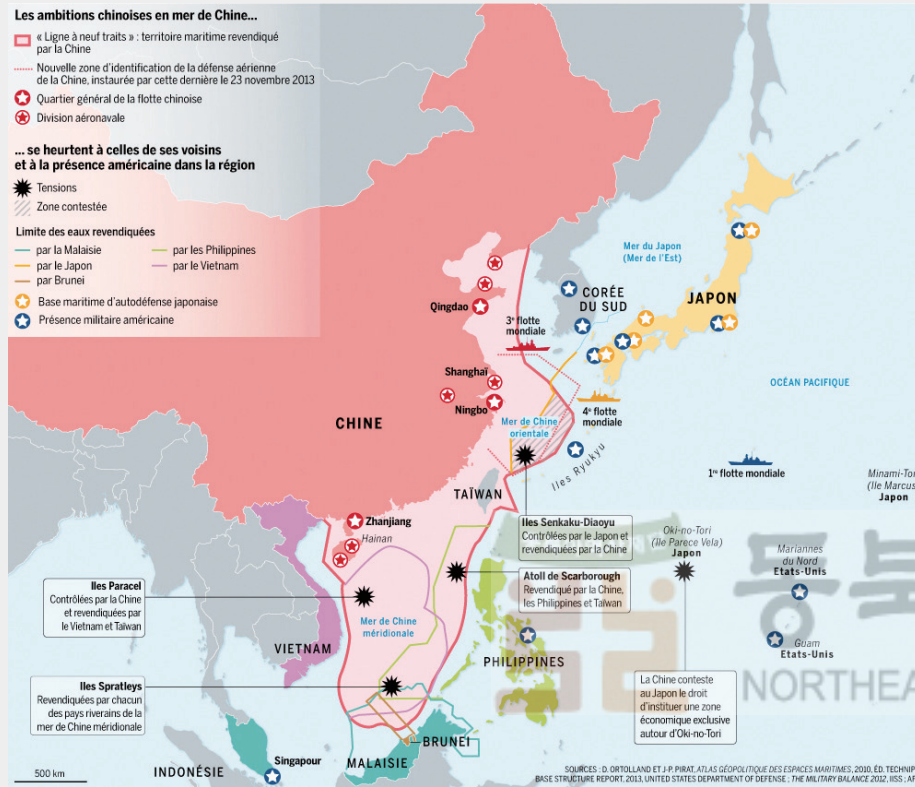 Les ambitions chinoises en mer de Chine...
« Ligne à neuf traits » : territoire maritime revendiqué
par la Chine
Nouvelle zone d'identification de la défense aérienne
de la Chine, instaurée par cette dernière le 23 novembre 2013
Quartier général de la flotte chinoise
Division aéronavale
... se heurtent à celles de ses voisins
et à la présence américaine dans la région
Tensions
Zone contestée
Limite des eaux revendiquées
par la Malaisie
par les Philippines
par le Japon
par le Vietnam
par Brunei
Base maritime d'autodéfense japonaise
Présence militaire américaine
Mer du Japon
(Mer de l'Est)
CORÉE
DU SUD
JAPON
Qingdao
3e flotte
mondiale
Shanghaï
Ningbo
CHINE
Mer de Chine
orientale
4e flotte
mondiale
OCÉAN PACIFIQUE
Iles Ryukyu
1re flotte mondiale
Minami-Tor
(Ile Marcus
Japon
TAÏWAN
Zhanjiang
Hainan
Iles Senkaku-Diaoyu
Contrôlées par le Japon et
revendiquées par la Chine
Oki-no-Tori
(Ile Parece Vela)
Japon
Mariannes
du Nord
Etats-Unis
Iles Paracel
Contrôlées par la Chine
et revendiquées par
le Vietnam et Taïwan
Atoll de Scarborough
Revendiqué par la Chine,
les Philippines et Taïwan
동북
Guam
Etats-Unis
Mer de Chine
méridionale
VIETNAM
PHILIPPINES
NORTHEA
Iles Spratleys
Revendiquées par chacun
des pays riverains de la
mer de Chine méridionale
La Chine conteste
au Japon le droit
d'instituer une zone
économique exclusive
autour d'Oki-no-Tori
BRUNEI
MALAISIE
Singapour
INDONÉSIE
500 km
SOURCES : D. ORTOLLAND ET J-P. PIRAT, ATLAS GÉOPOLITIQUE DES ESPACES MARITIMES, 2010, ÉD. TECHNIP
BASE STRUCTURE REPORT, 2013, UNITED STATES DEPARTMENT OF DEFENSE ; THE MILITARY BALANCE 2012, IISS ; AF